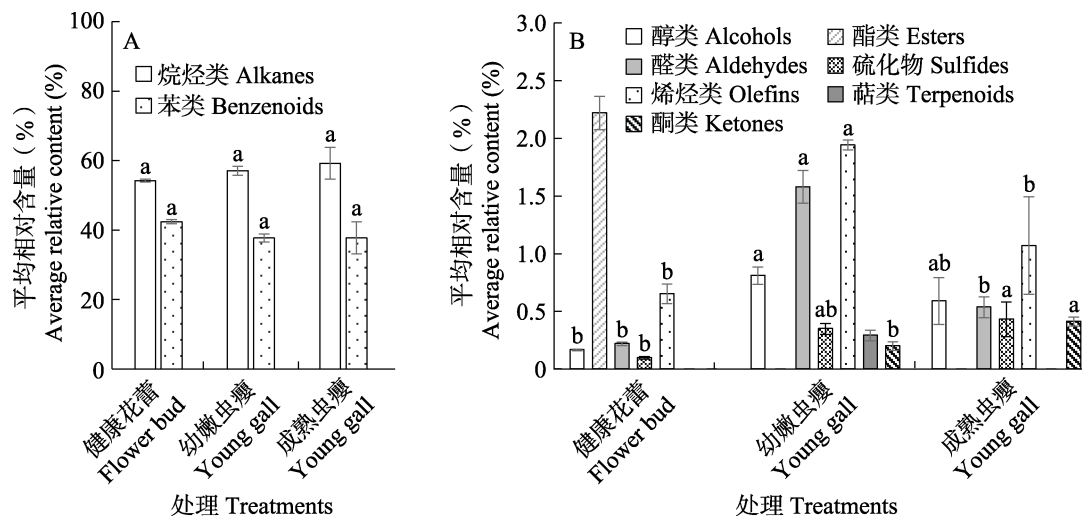 平均相对含量（%）
Average relative content (%)
100
80
60
40
20
0
A
烷烃类 Alkanes
苯类 Benzenoids
a
a
a
a
a
a
健康花蕾
Flower bud
幼嫩虫瘿
Young gall
成熟虫瘿
Young gall
处理 Treatments
平均相对含量（%）
Average relative content (%)
3.0
2.5
2.0
1.5
1.0
0.5
0
B
醇类 Alcohols
酯类 Esters
醛类 Aldehydes
硫化物 Sulfides
烯烃类 Olefins
萜类 Terpenoids
酮类 Ketones
b
b
b
b
a
a
ab
a
b
ab
b
a
b
a
健康花蕾
Flower bud
幼嫩虫瘿
Young gall
成熟虫瘿
Young gall
处理 Treatments